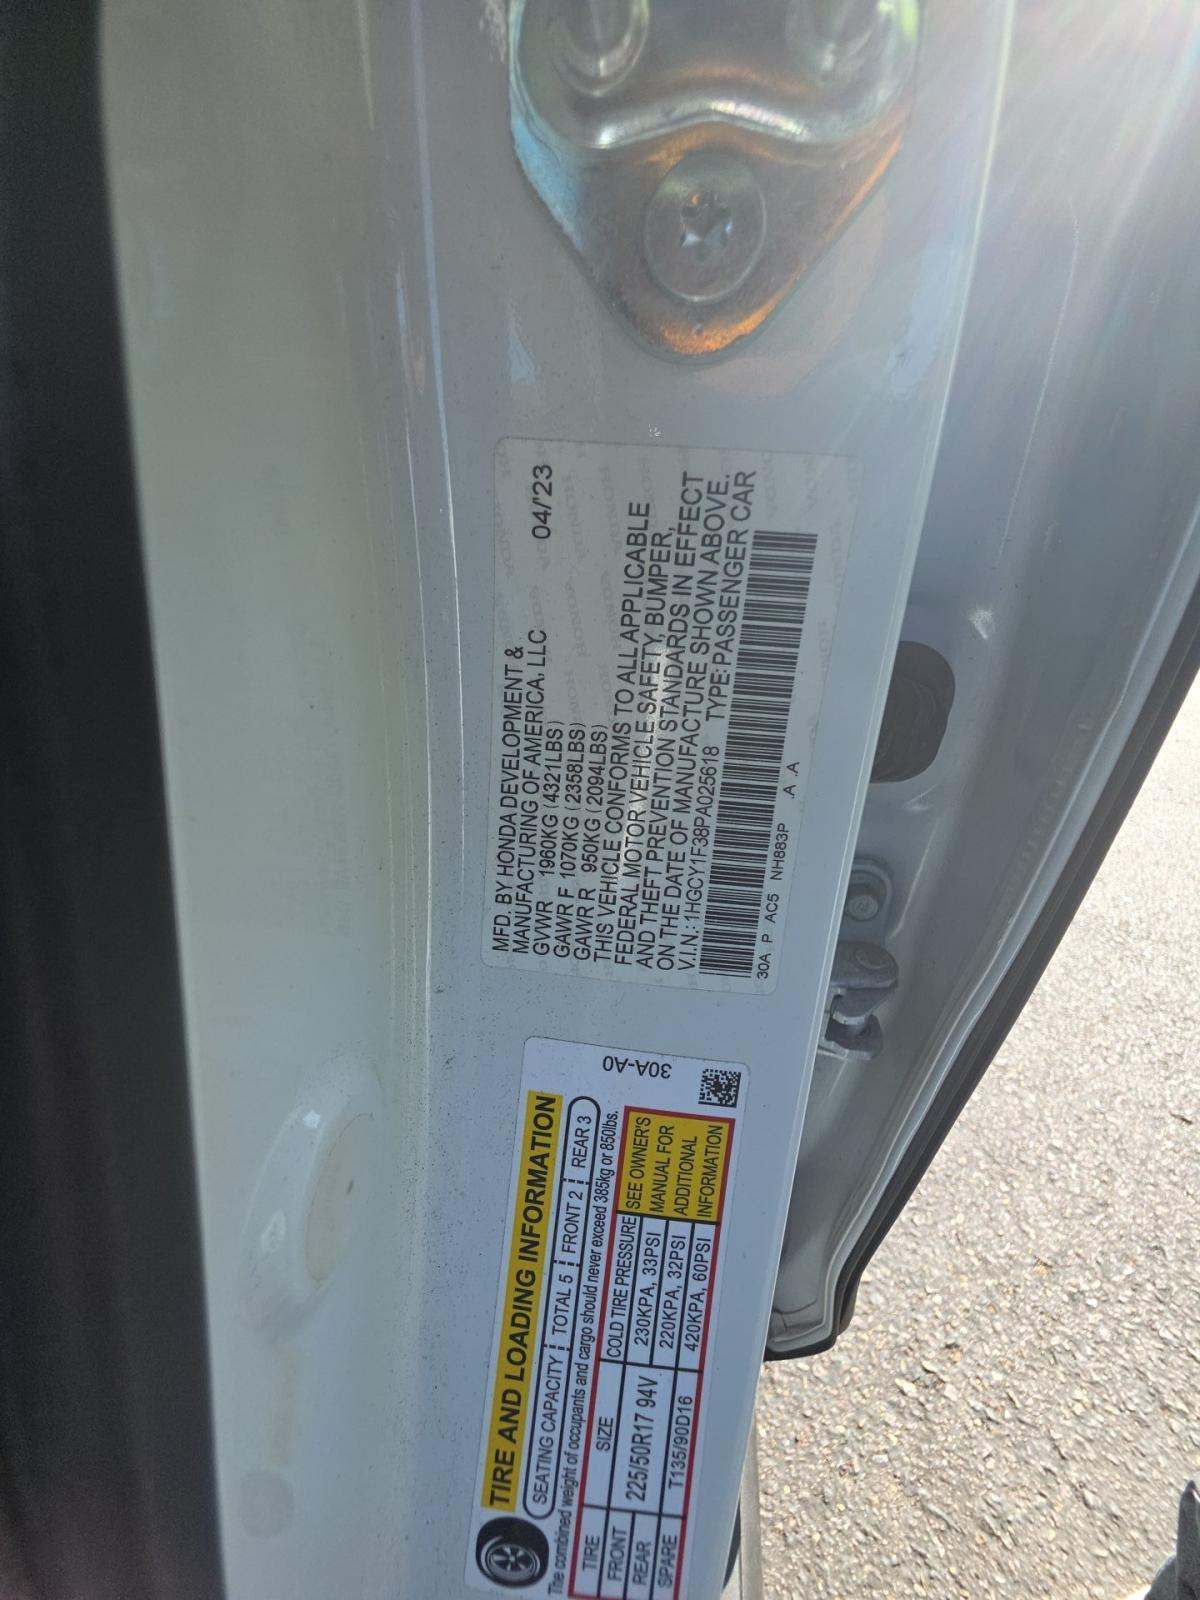 MFD. BY HONDA DEVELOPMENT &
MANUFACTURING OF AMERICA, LLC 04/'23
GVWR 1960KG (4321LBS)
GAWR F 1070KG (2358LBS)
GAWR R 950KG (2094LBS)
THIS VEHICLE CONFORMS TO ALL APPLICABLE
FEDERAL MOTOR VEHICLE SAFETY, BUMPER,
AND THEFT PREVENTION STANDARDS IN EFFECT
ON THE DATE OF MANUFACTURE SHOWN ABOVE.
V.I.N.: 1HGCY1F38PA025618 TYPE: PASSENGER CAR
30A P AC5 NH883P .A .A
TIRE AND LOADING INFORMATION
SEATING CAPACITY TOTAL 5 FRONT 2 REAR 3
The combined weight of occupants and cargo should never exceed 385kg or 850lbs.
TIRE SIZE COLD TIRE PRESSURE SEE OWNER'S
FRONT 225/50R17 94V 230KPA, 33PSI MANUAL FOR
REAR 220KPA, 32PSI ADDITIONAL
SPARE T135/90D16 420KPA, 60PSI INFORMATION
30A-A0